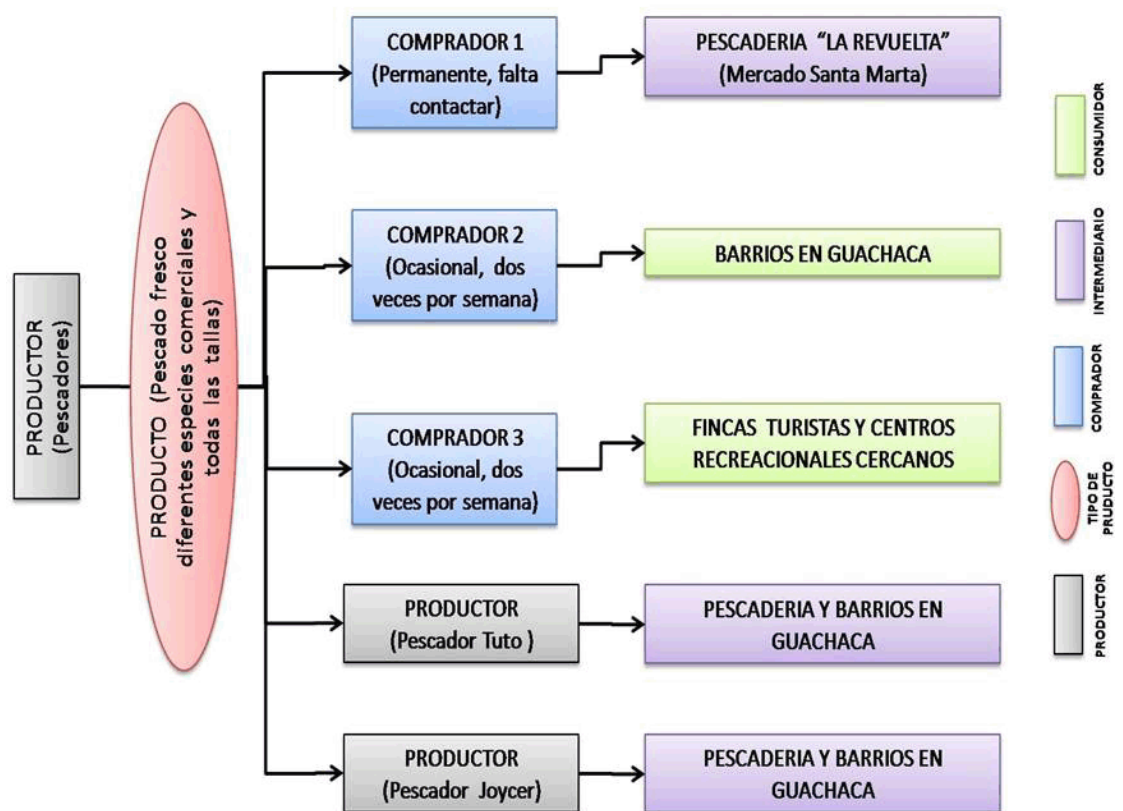 PRODUCTOR
(Pescadores)
PRODUCTO (Pescado fresco
diferentes especies comerciales y
todas las tallas)
COMPRADOR 1
(Permanente, falta
contactar)
PESCADERIA "LA REVUELTA"
(Mercado Santa Marta)
COMPRADOR 2
(Ocasional, dos
veces por semana)
BARRIOS EN GUACHACA
COMPRADOR 3
(Ocasional, dos
veces por semana)
FINCAS TURISTAS Y CENTROS
RECREACIONALES CERCANOS
PRODUCTOR
(Pescador Tuto )
PESCADERIA Y BARRIOS EN
GUACHACA
PRODUCTOR
(Pescador Joycer)
PESCADERIA Y BARRIOS EN
GUACHACA
CONSUMIDOR
INTERMEDIARIO
COMPRADOR
TIPO DE
PRUDUCTO
PRODUCTOR